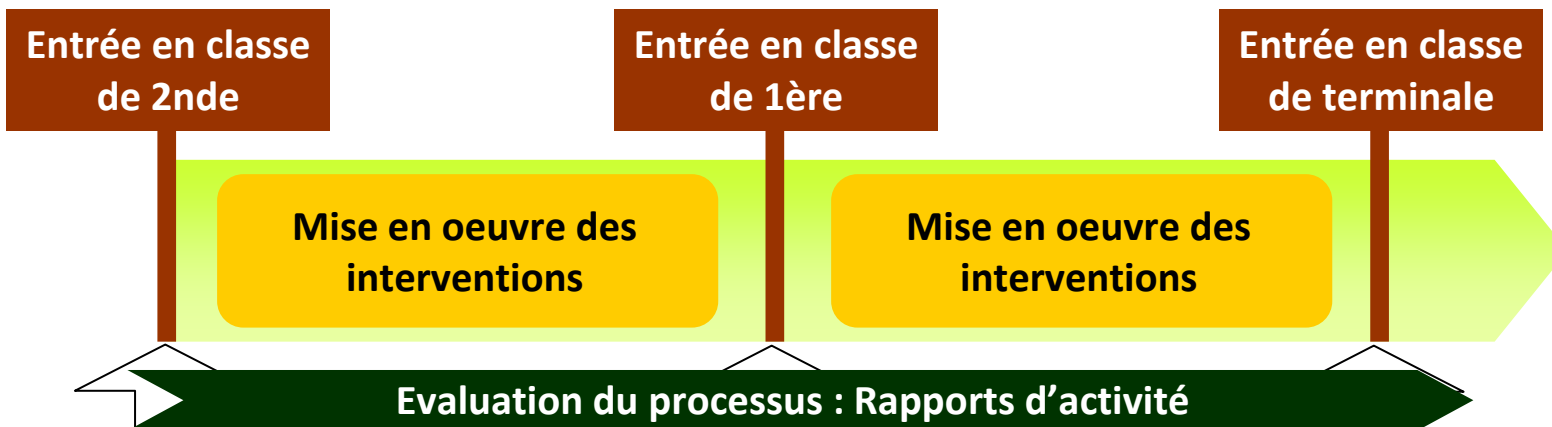 Entrée en classe
de 2nde
Entrée en classe
de 1ère
Entrée en classe
de terminale
Mise en oeuvre des
interventions
Mise en oeuvre des
interventions
Evaluation du processus : Rapports d’activité